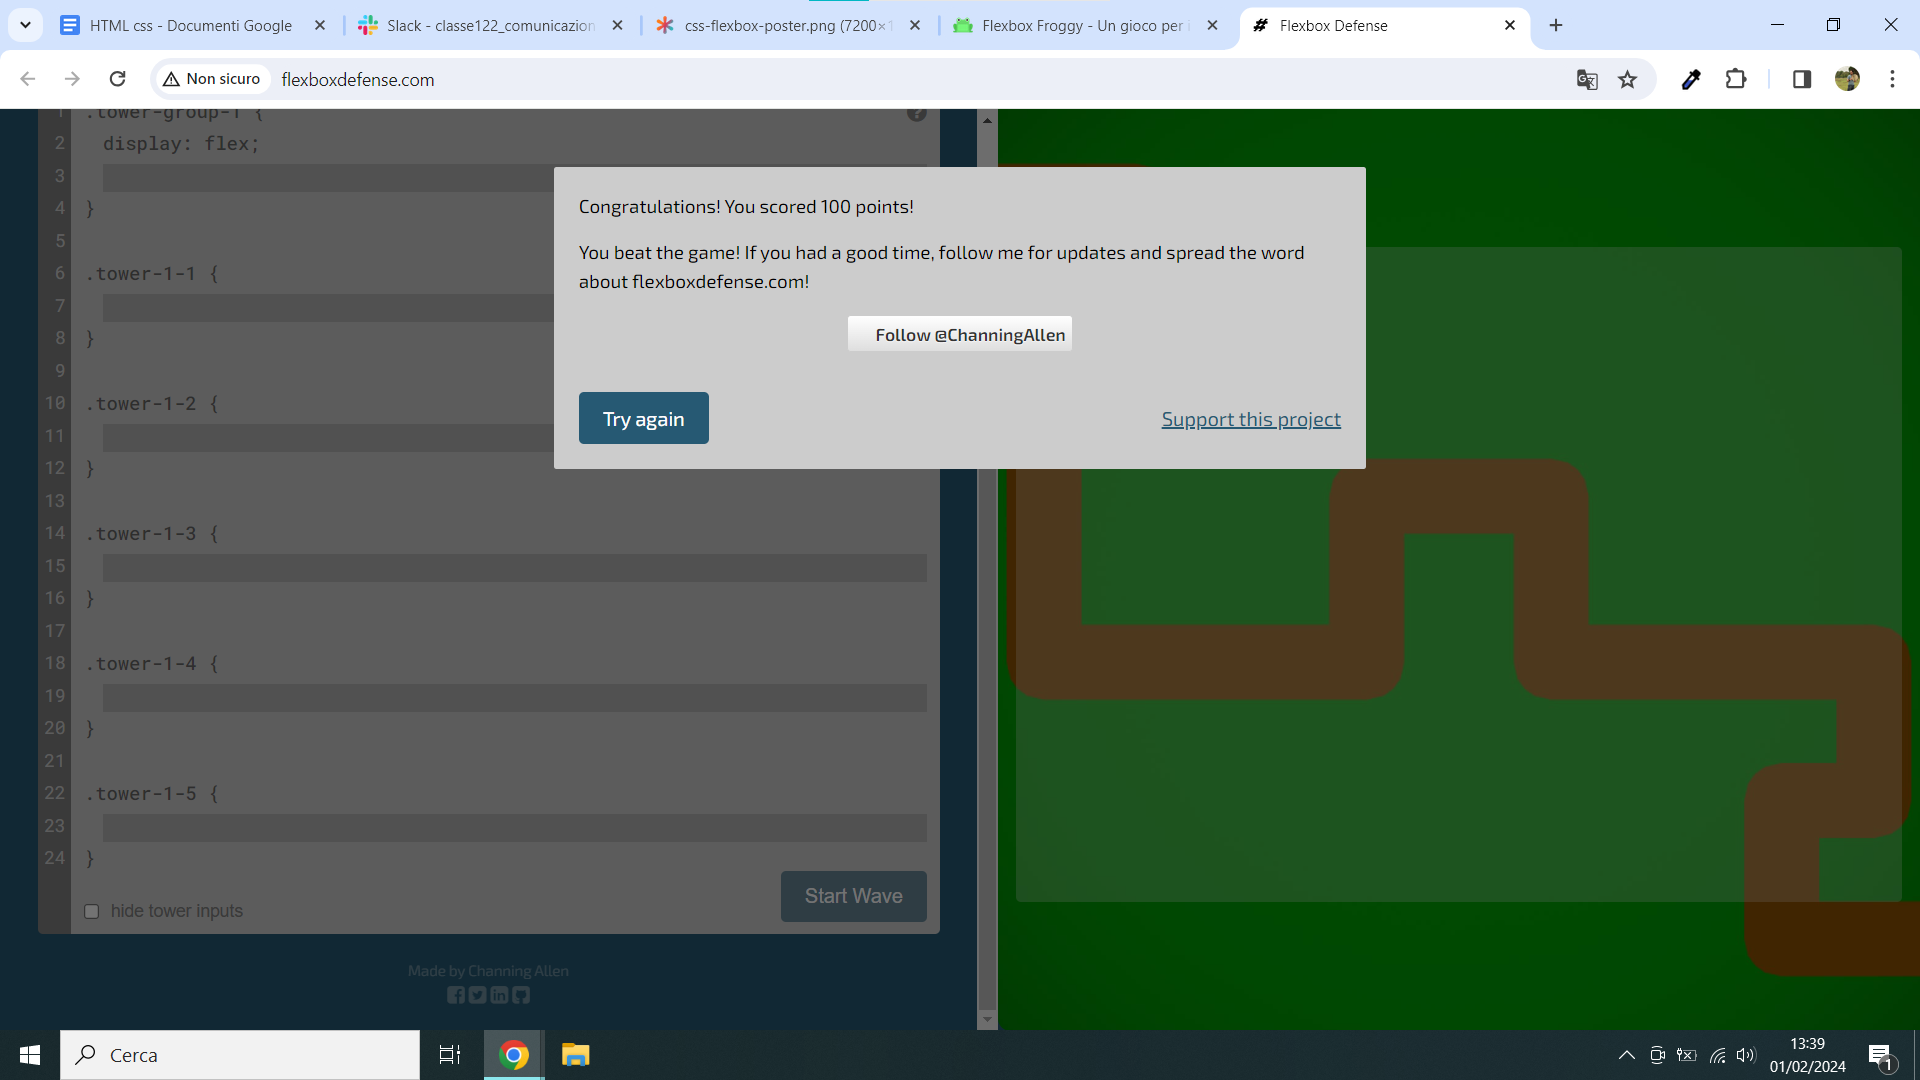 HTML css - Documenti Google
Slack - classe122_comunicazion
css-flexbox-poster.png (7200×1
Flexbox Froggy - Un gioco per i
Flexbox Defense
Non sicuro
flexboxdefense.com
1 .tower-group-1 {
2 display: flex;
3
4 }
5
6 .tower-1-1 {
7
8 }
9
10 .tower-1-2 {
11
12 }
13
14 .tower-1-3 {
15
16 }
17
18 .tower-1-4 {
19
20 }
21
22 .tower-1-5 {
23
24 }
?
Congratulations! You scored 100 points!
You beat the game! If you had a good time, follow me for updates and spread the word
about flexboxdefense.com!
Follow @ChanningAllen
Try again
Support this project
hide tower inputs
Start Wave
Made by Channing Allen
Cerca
13:39
01/02/2024
1